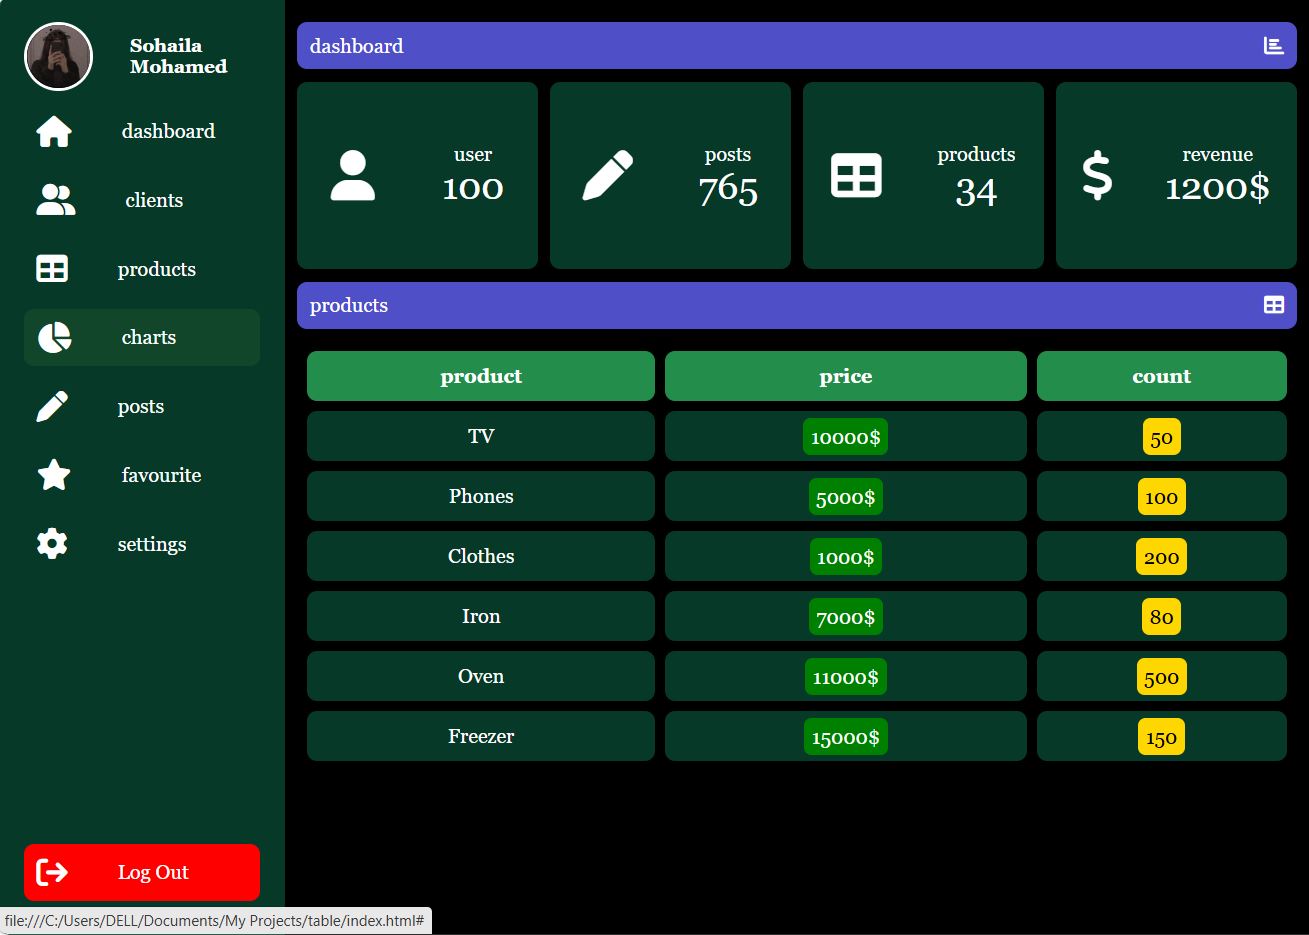 Sohaila
Mohamed
dashboard
clients
products
charts
posts
favourite
settings
Log Out
dashboard
user
100
posts
765
products
34
revenue
1200$
products
product price count
TV 10000$ 50
Phones 5000$ 100
Clothes 1000$ 200
Iron 7000$ 80
Oven 11000$ 500
Freezer 15000$ 150
file:///C:/Users/DELL/Documents/My Projects/table/index.html#